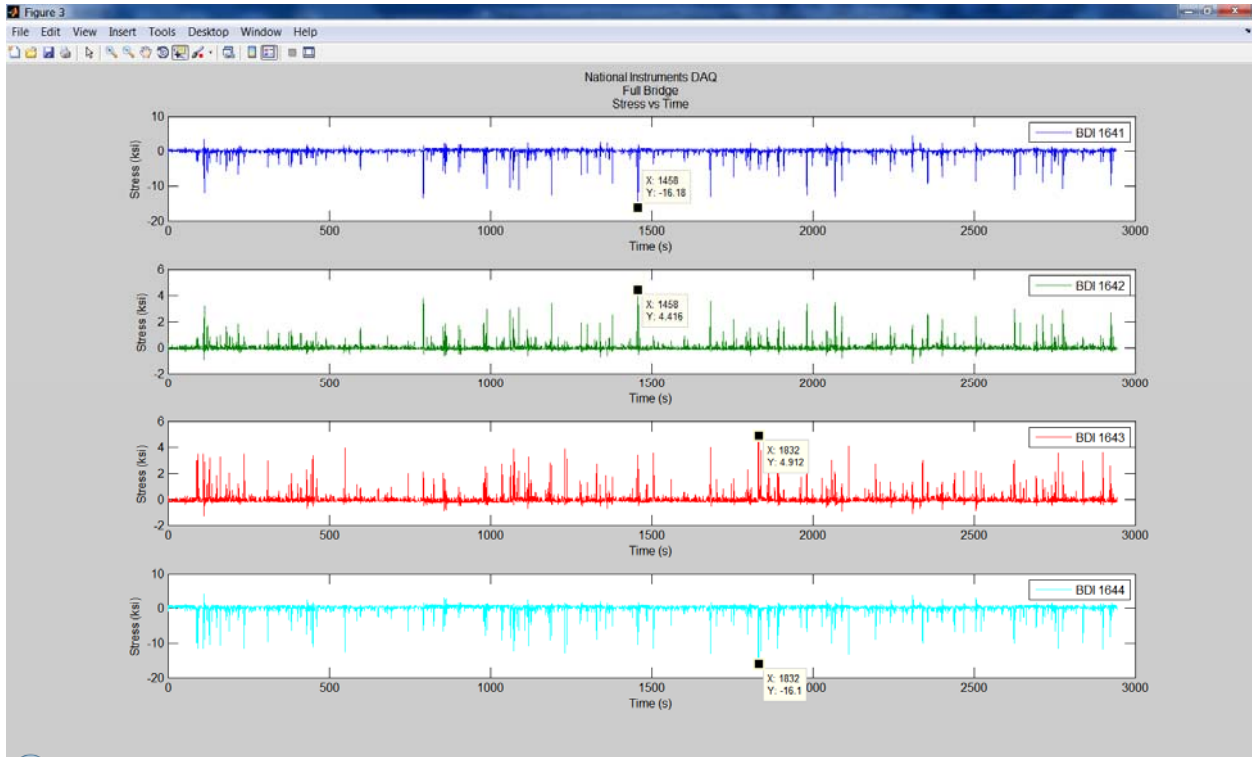 Figure 3
File Edit View Insert Tools Desktop Window Help
National Instruments DAQ
Full Bridge
Stress vs Time
10
0
-10
-20
Stress (ksi)
BDI 1641
X: 1458
Y: -16.18
0 500 1000 1500 2000 2500 3000
Time (s)
6
4
2
0
-2
Stress (ksi)
BDI 1642
X: 1458
Y: 4.416
0 500 1000 1500 2000 2500 3000
Time (s)
6
4
2
0
-2
Stress (ksi)
BDI 1643
X: 1832
Y: 4.912
0 500 1000 1500 2000 2500 3000
Time (s)
10
0
-10
-20
Stress (ksi)
BDI 1644
X: 1832
Y: -16.1
0 500 1000 1500 000 2500 3000
Time (s)